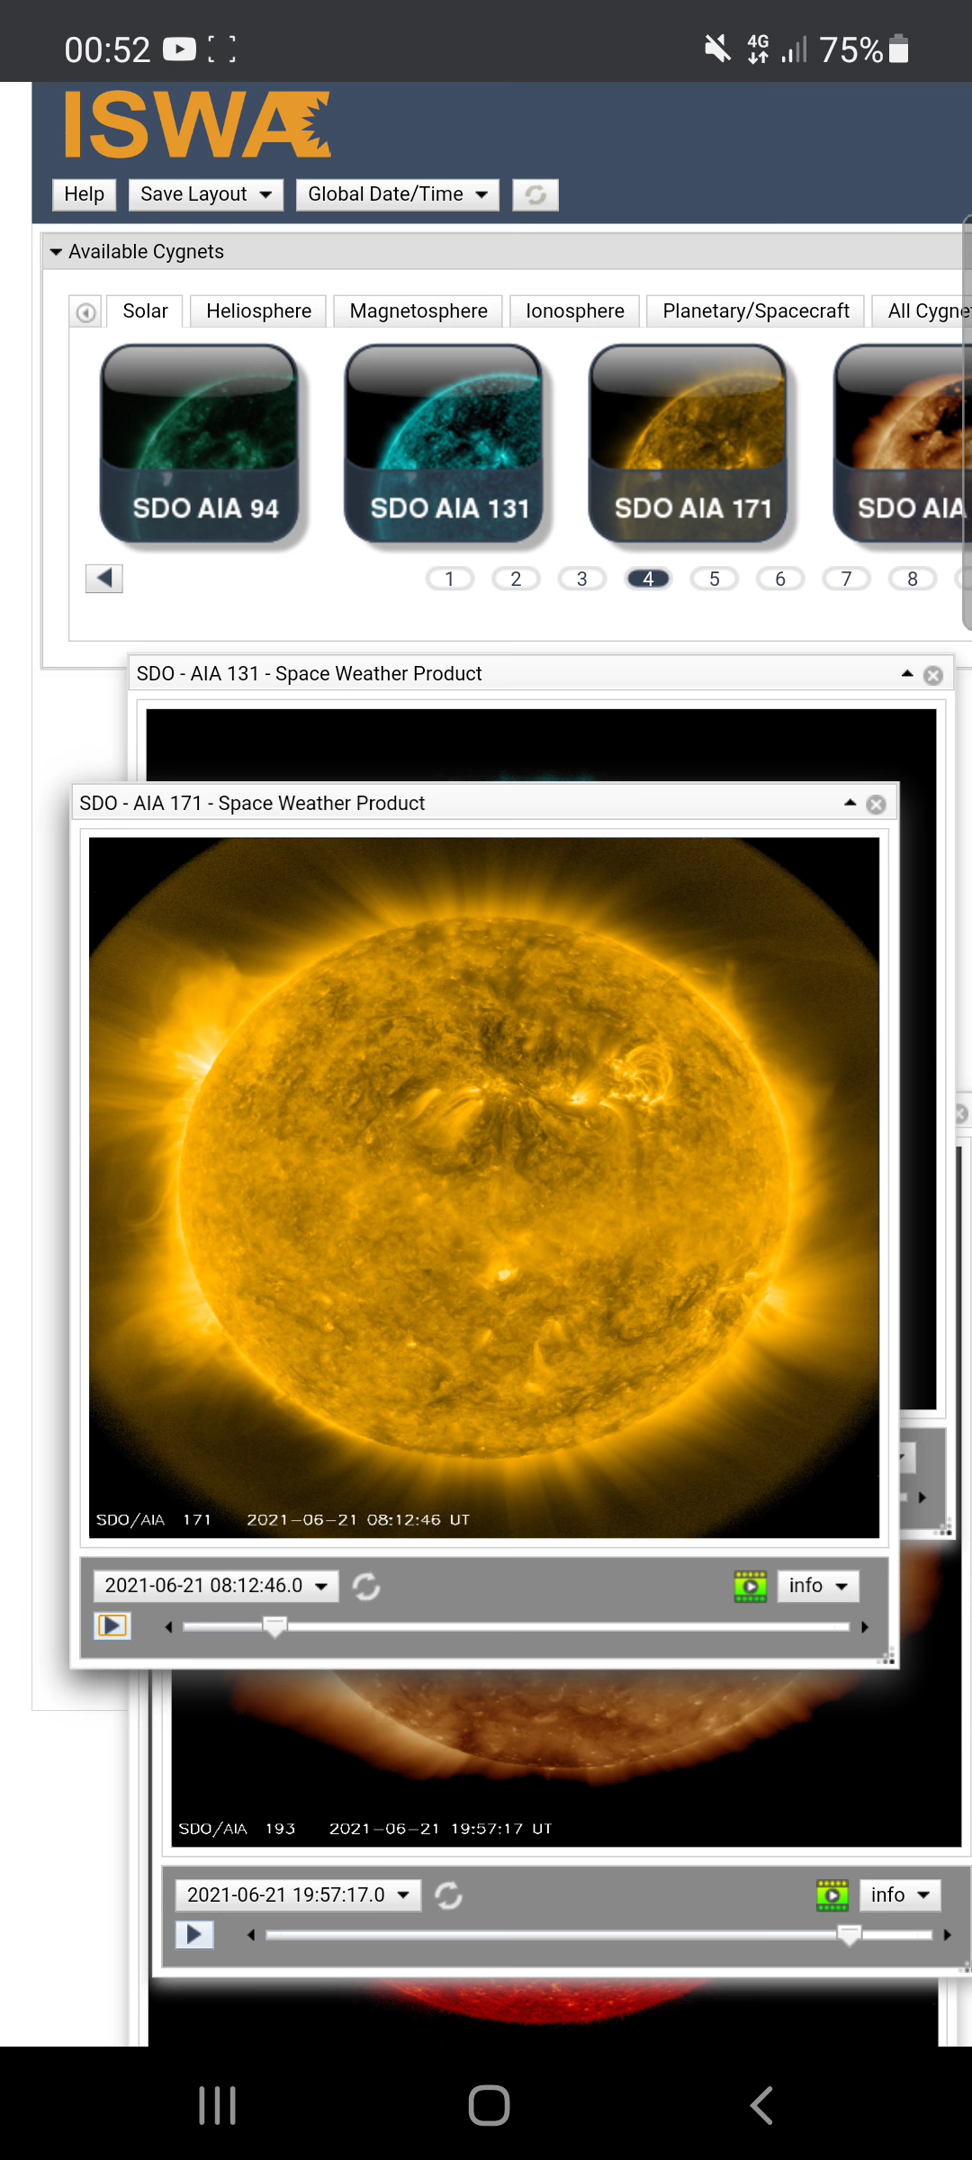 00:52
4G
75%
ISWA
Help
Save Layout
Global Date/Time
Available Cygnets
Solar
Heliosphere
Magnetosphere
Ionosphere
Planetary/Spacecraft
All Cygne
SDO AIA 94
SDO AIA 131
SDO AIA 171
SDO AIA
1 2 3 4 5 6 7 8
SDO - AIA 131 - Space Weather Product
SDO - AIA 171 - Space Weather Product
SDO/AIA 171 2021-06-21 08:12:46 UT
2021-06-21 08:12:46.0
info
SDO/AIA 193 2021-06-21 19:57:17 UT
2021-06-21 19:57:17.0
info